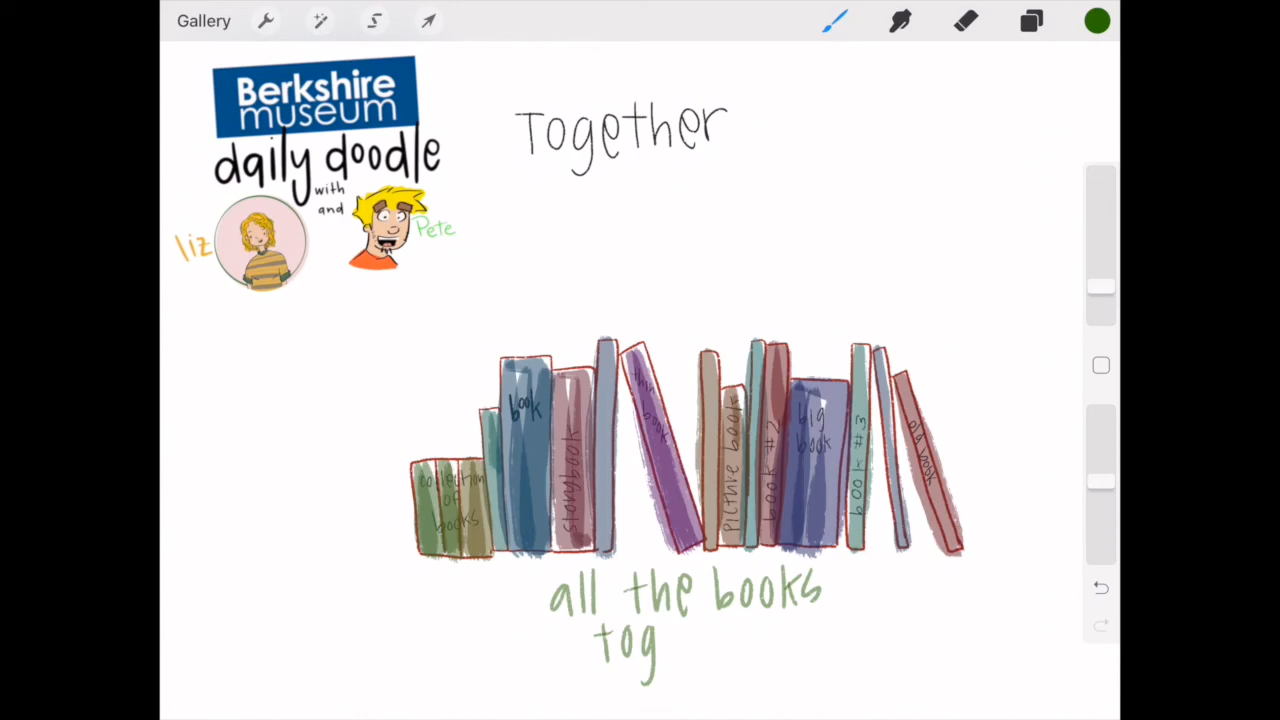 Gallery
Berkshire
museum
daily doodle
with
and
liz
Pete
Together
collection
of
books
book
storybook
thin
book
picture book
book #2
big
book
book #3
old book
all the books
tog